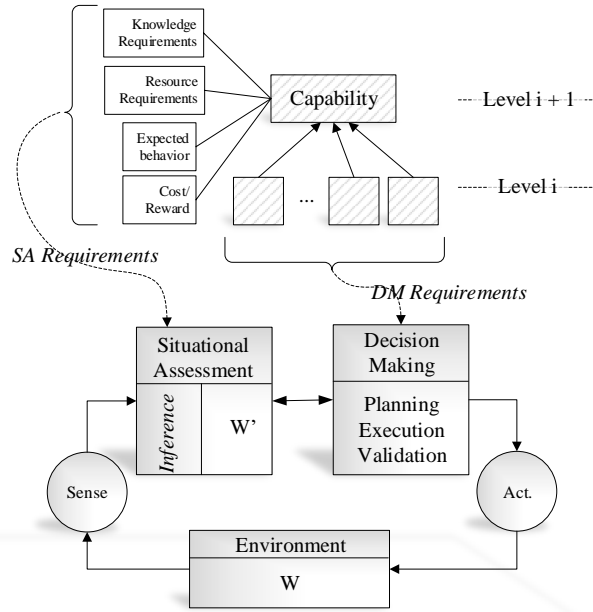 Knowledge
Requirements
Resource
Requirements
Expected
behavior
Cost/
Reward
Capability
Level i + 1
...
Level i
SA Requirements
DM Requirements
Situational
Assessment
Inference
W’
Decision
Making
Planning
Execution
Validation
Sense
Act.
Environment
W